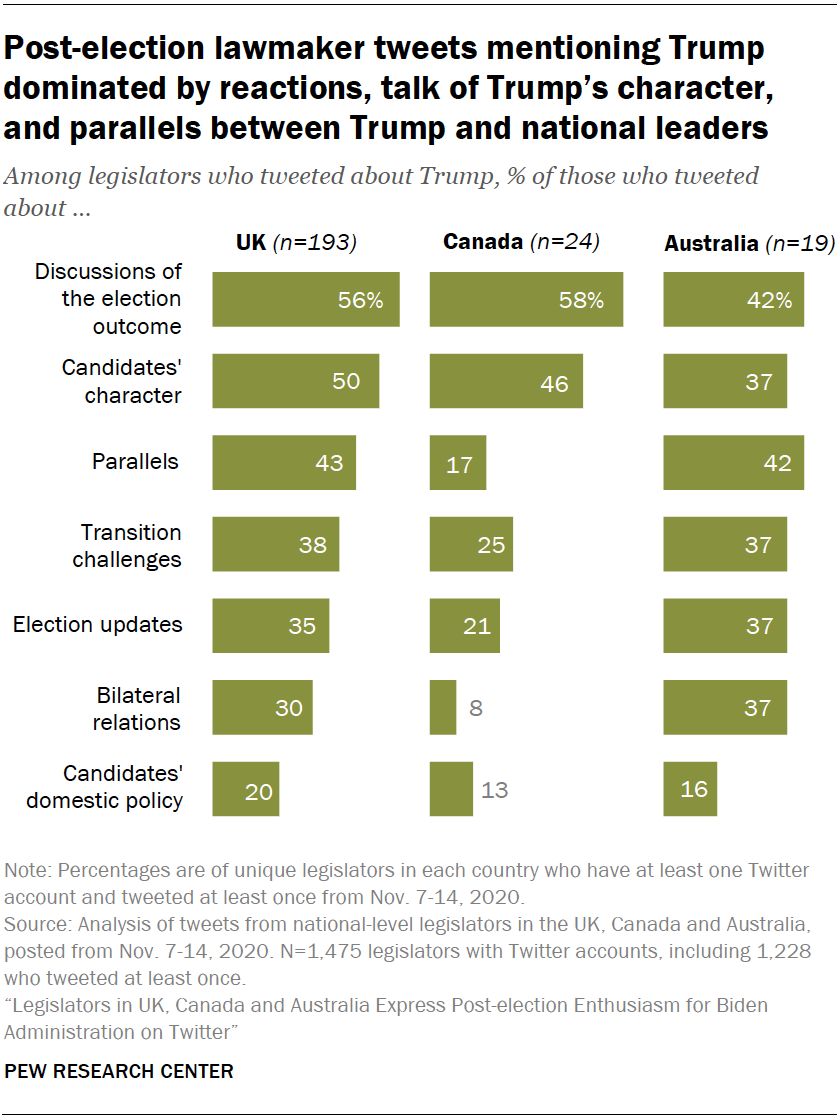 Post-election lawmaker tweets mentioning Trump
dominated by reactions, talk of Trump’s character,
and parallels between Trump and national leaders
Among legislators who tweeted about Trump, % of those who tweeted
about ...
UK (n=193) Canada (n=24) Australia (n=19)
Discussions of
the election
outcome
56% 58% 42%
Candidates'
character
50 46 37
Parallels 43 17 42
Transition
challenges
38 25 37
Election updates 35 21 37
Bilateral
relations
30 8 37
Candidates'
domestic policy
20 13 16
Note: Percentages are of unique legislators in each country who have at least one Twitter
account and tweeted at least once from Nov. 7-14, 2020.
Source: Analysis of tweets from national-level legislators in the UK, Canada and Australia,
posted from Nov. 7-14, 2020. N=1,475 legislators with Twitter accounts, including 1,228
who tweeted at least once.
“Legislators in UK, Canada and Australia Express Post-election Enthusiasm for Biden
Administration on Twitter”
PEW RESEARCH CENTER